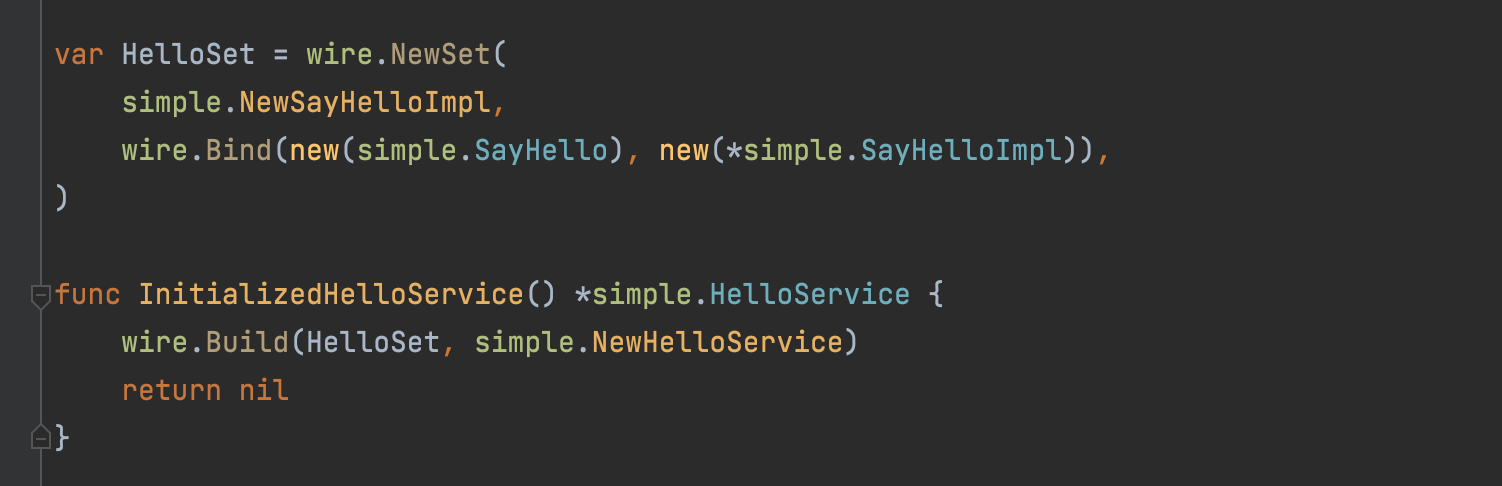 var HelloSet = wire.NewSet(
    simple.NewSayHelloImpl,
    wire.Bind(new(simple.SayHello), new(*simple.SayHelloImpl)),
)
func InitializedHelloService() *simple.HelloService {
    wire.Build(HelloSet, simple.NewHelloService)
    return nil
}